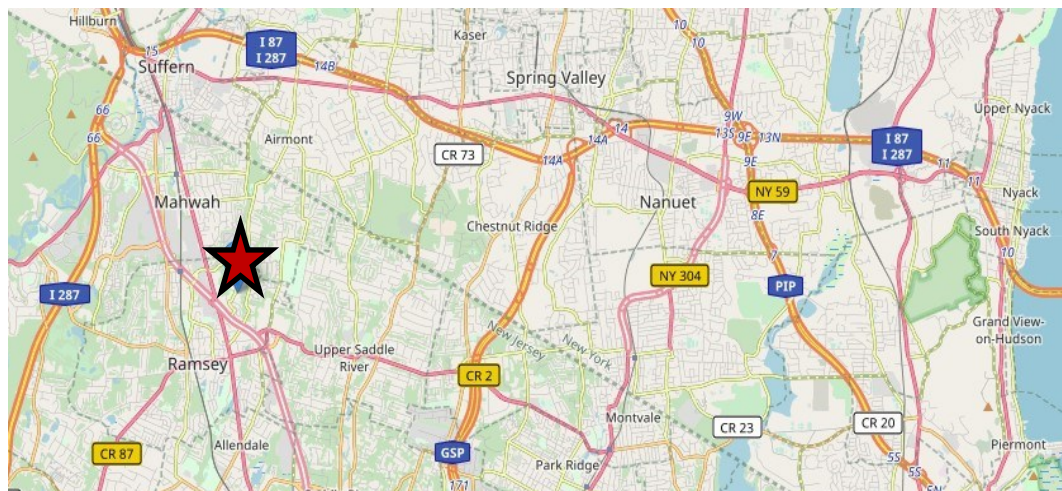 Hillburn
Kaser
10
10
15
I 87
I 287
Suffern
14B
Spring Valley
66
66
Airmont
CR 73
14A
14A
14
9W
13S
9E
13N
9E
I 87
I 287
Upper Nyack
11
11
Mahwah
Nanuet
NY 59
8E
Nyack
Chestnut Ridge
South Nyack
7
10
I 287
NY 304
PIP
New Jersey
New York
Grand View-
on-Hudson
Ramsey
Upper Saddle
River
CR 2
Montvale
CR 23
CR 20
Allendale
CR 87
GSP
Park Ridge
171
Piermont
5S
5S
5N